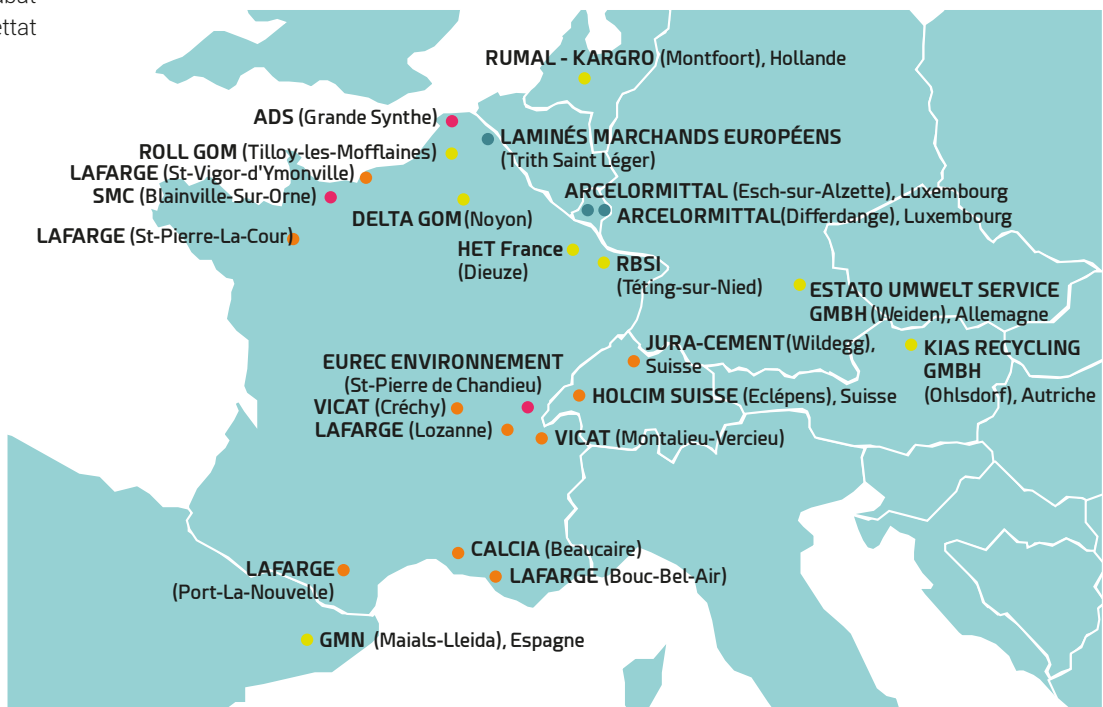 ettat
RUMAL - KARGRO (Montfoort), Hollande
ADS (Grande Synthe)
LAMINÉS MARCHANDS EUROPÉENS
(Trith Saint Léger)
ROLL GOM (Tilloy-les-Mofflaines)
LAFARGE (St-Vigor-d'Ymonville)
SMC (Blainville-Sur-Orne)
ARCELORMITTAL (Esch-sur-Alzette), Luxembourg
ARCELORMITTAL(Differdange), Luxembourg
DELTA GOM(Noyon)
LAFARGE (St-Pierre-La-Cour)
HET France
(Dieuze)
RBSI
(Téting-sur-Nied)
ESTATO UMWELT SERVICE
GMBH (Weiden), Allemagne
JURA-CEMENT(Wildegg),
Suisse
KIAS RECYCLING
GMBH
(Ohlsdorf), Autriche
EUREC ENVIRONNEMENT
(St-Pierre de Chandieu)
HOLCIM SUISSE (Eclépens), Suisse
VICAT (Créchy)
LAFARGE (Lozanne)
VICAT (Montalieu-Vercieu)
CALCIA (Beaucaire)
LAFARGE
(Port-La-Nouvelle)
LAFARGE (Bouc-Bel-Air)
GMN (Maials-Lleida), Espagne